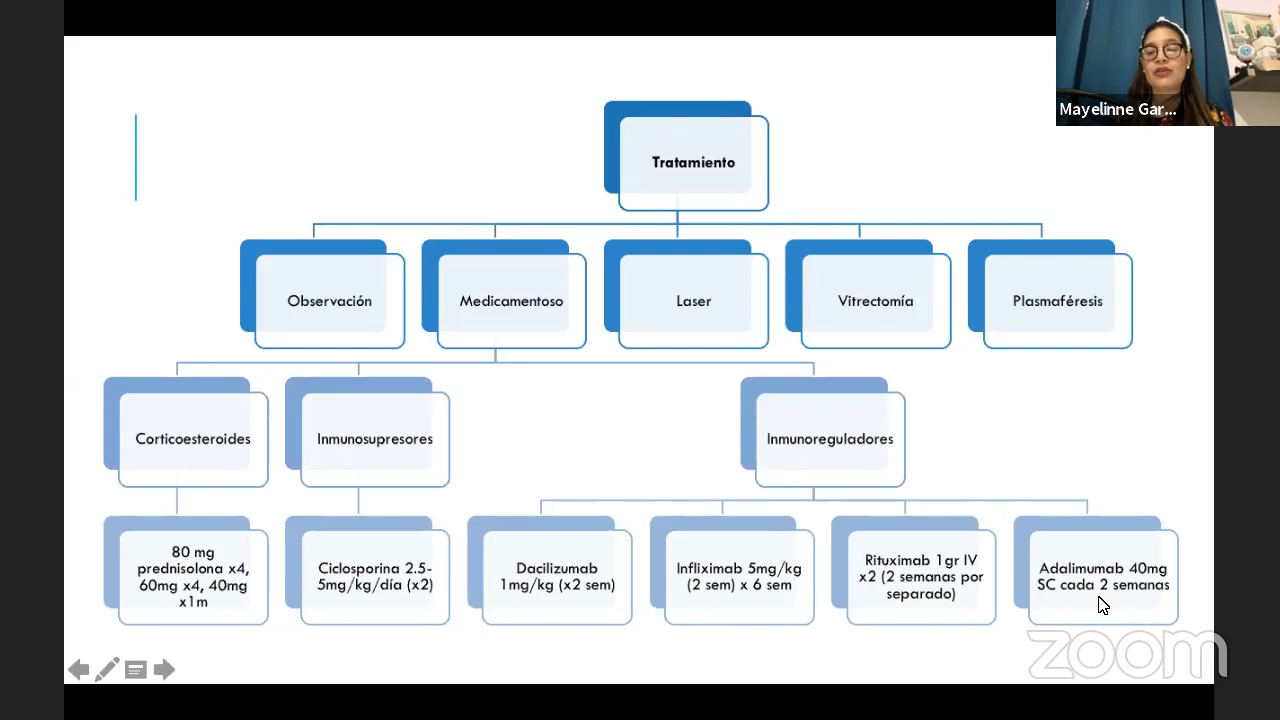 Mayelinne Gar...
Tratamiento
Observación
Medicamentoso
Laser
Vitrectomía
Plasmaféresis
Corticoesteroides
Inmunosupresores
Inmunoreguladores
80 mg
prednisolona x4,
60mg x4, 40mg
x1m
Ciclosporina 2.5-
5mg/kg/día (x2)
Dacilizumab
1mg/kg (x2 sem)
Infliximab 5mg/kg
(2 sem) x 6 sem
Rituximab 1gr IV
x2 (2 semanas por
separado)
Adalimumab 40mg
SC cada 2 semanas
zoom